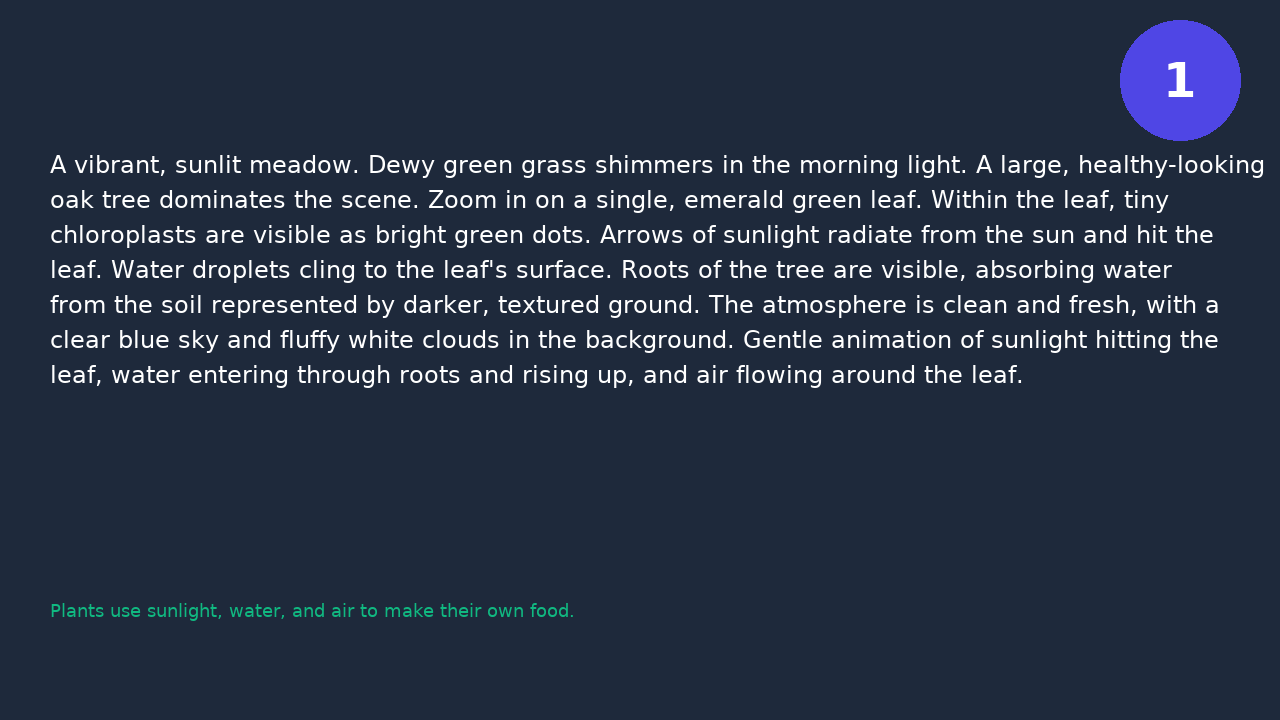 1
A vibrant, sunlit meadow. Dewy green grass shimmers in the morning light. A large, healthy-looking
oak tree dominates the scene. Zoom in on a single, emerald green leaf. Within the leaf, tiny
chloroplasts are visible as bright green dots. Arrows of sunlight radiate from the sun and hit the
leaf. Water droplets cling to the leaf's surface. Roots of the tree are visible, absorbing water
from the soil represented by darker, textured ground. The atmosphere is clean and fresh, with a
clear blue sky and fluffy white clouds in the background. Gentle animation of sunlight hitting the
leaf, water entering through roots and rising up, and air flowing around the leaf.
Plants use sunlight, water, and air to make their own food.